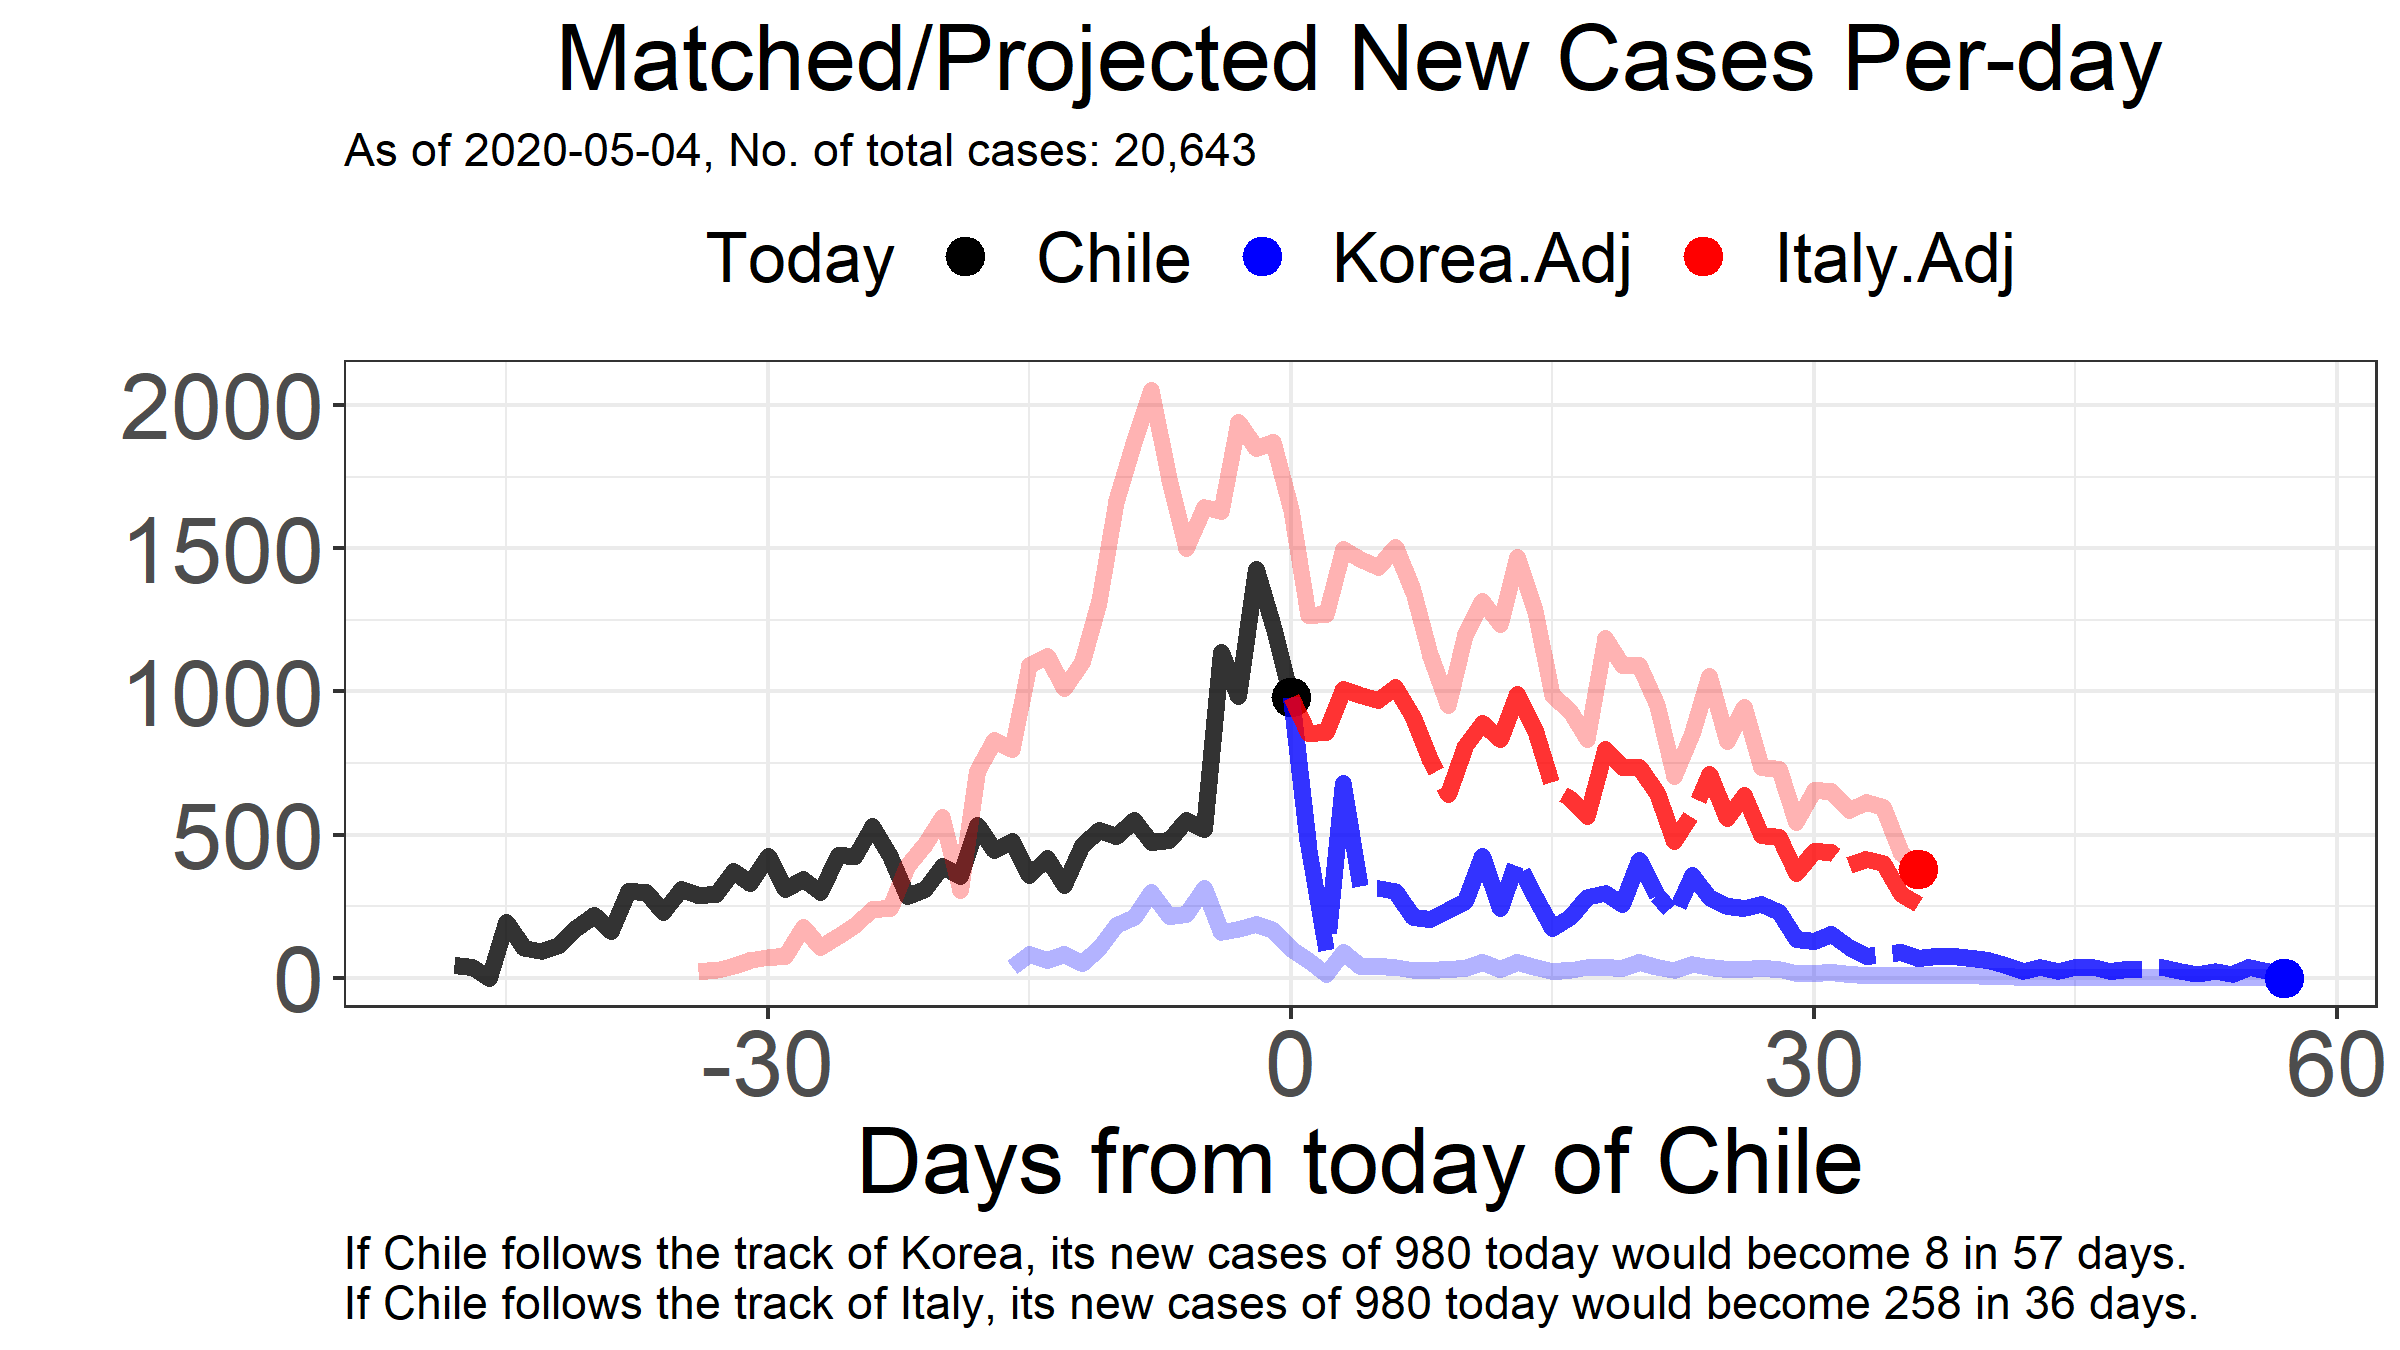 Matched/Projected New Cases Per-day
As of 2020-05-04, No. of total cases: 20,643
Today Chile Korea.Adj Italy.Adj
2000
1500
1000
500
0
-30 0 30 60
Days from today of Chile
If Chile follows the track of Korea, its new cases of 980 today would become 8 in 57 days.
If Chile follows the track of Italy, its new cases of 980 today would become 258 in 36 days.